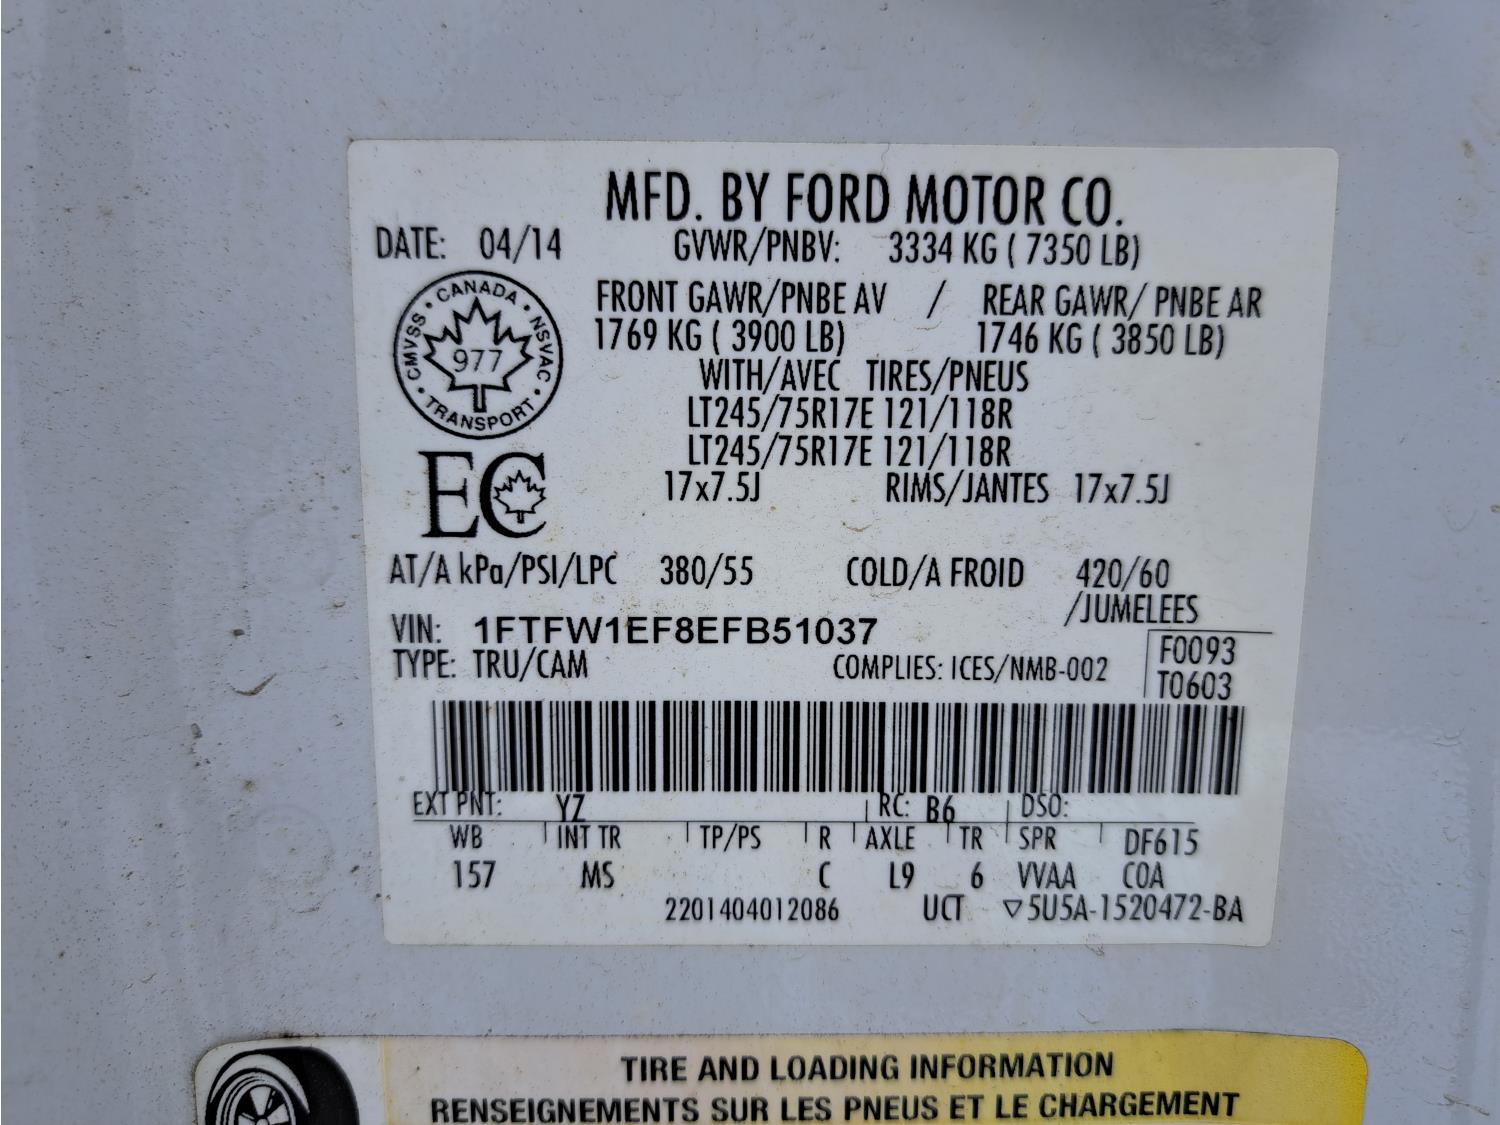 MFD. BY FORD MOTOR CO.
DATE: 04/14 GVWR/PNBV: 3334 KG ( 7350 LB)
FRONT GAWR/PNBE AV / REAR GAWR/ PNBE AR
1769 KG ( 3900 LB) 1746 KG ( 3850 LB)
WITH/AVEC TIRES/PNEUS
LT245/75R17E 121/118R
LT245/75R17E 121/118R
17x7.5J RIMS/JANTES 17x7.5J
CANADA
CMVSS 977 NSVAC
TRANSPORT
EC
AT/A kPa/PSI/LPC 380/55 COLD/A FROID 420/60
/JUMELEES
VIN: 1FTFW1EF8EFB51037
TYPE: TRU/CAM COMPLIES: ICES/NMB-002
F0093
T0603
EXT PNT: YZ RC: B6 DSO:
WB INT TR TP/PS R AXLE TR SPR DF615
157 MS C L9 6 VVAA COA
2201404012086 UCT ▽5U5A-1520472-BA
TIRE AND LOADING INFORMATION
RENSEIGNEMENTS SUR LES PNEUS ET LE CHARGEMENT